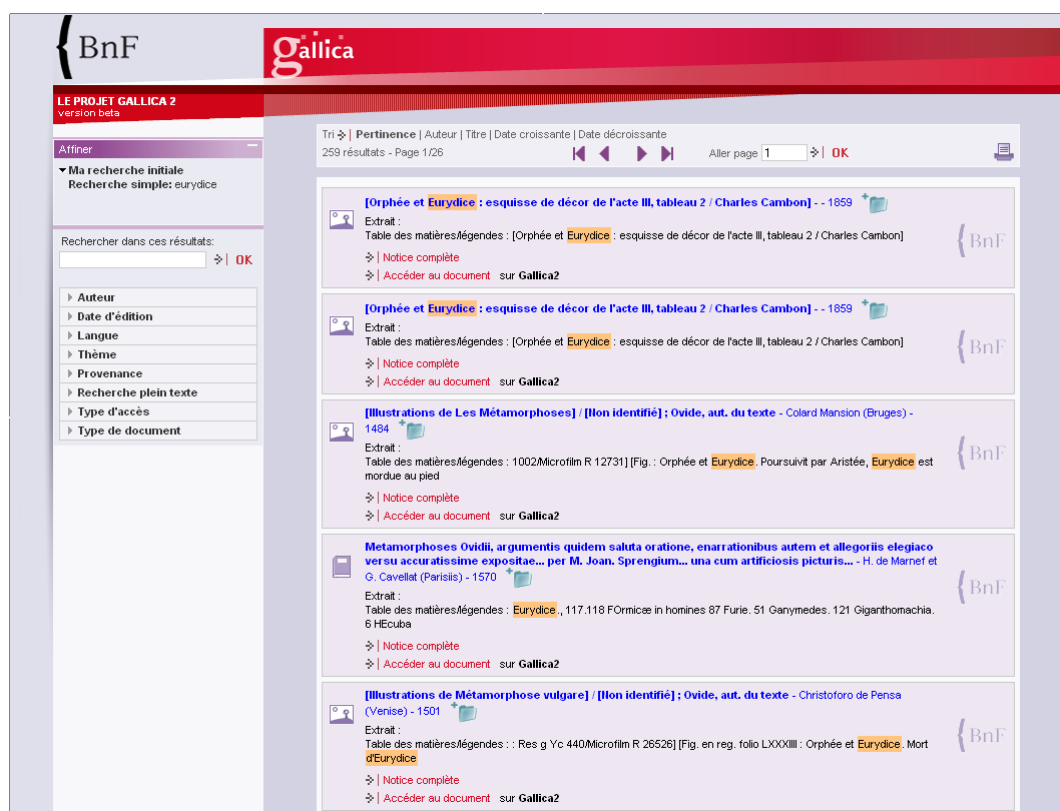 BnF
gallica
LE PROJET GALLICA 2
version beta
Affiner
Ma recherche initiale
Recherche simple: eurydice
Rechercher dans ces résultats:
OK
Auteur
Date d'édition
Langue
Thème
Provenance
Recherche plein texte
Type d'accès
Type de document
Tri | Pertinence | Auteur | Titre | Date croissante | Date décroissante
259 résultats - Page 1/26
Aller page 1 OK
[Orphée et Eurydice : esquisse de décor de l'acte III, tableau 2 / Charles Cambon] - - 1859
Extrait :
Table des matières/légendes : [Orphée et Eurydice : esquisse de décor de l'acte III, tableau 2 / Charles Cambon]
Notice complète
Accéder au document sur Gallica2
BnF
[Orphée et Eurydice : esquisse de décor de l'acte III, tableau 2 / Charles Cambon] - - 1859
Extrait :
Table des matières/légendes : [Orphée et Eurydice : esquisse de décor de l'acte III, tableau 2 / Charles Cambon]
Notice complète
Accéder au document sur Gallica2
BnF
[Illustrations de Les Métamorphoses] / [Non identifié] ; Ovide, aut. du texte - Colard Mansion (Bruges) -
1484
Extrait :
Table des matières/légendes : 1002/Microfilm R 12731] [Fig. : Orphée et Eurydice. Poursuivit par Aristée, Eurydice est
mordue au pied
Notice complète
Accéder au document sur Gallica2
BnF
Metamorphoses Ovidii, argumentis quidem saluta oratione, enarrationibus autem et allegoriis elegiaco
versu accuratissime expositae... per M. Joan. Sprengium... una cum artificiosis picturis... - H. de Marnef et
G. Cavellat (Parisiis) - 1570
Extrait :
Table des matières/légendes : Eurydice., 117.118 FOrmicæ in homines 87 Furie. 51 Ganymedes. 121 Giganthomachia.
6 HEcuba
Notice complète
Accéder au document sur Gallica2
BnF
[Illustrations de Métamorphose vulgare] / [Non identifié] ; Ovide, aut. du texte - Christoforo de Pensa
(Venise) - 1501
Extrait :
Table des matières/légendes : : Res g Yc 440/Microfilm R 26526] [Fig. en reg. folio LXXXIIII : Orphée et Eurydice. Mort
d'Eurydice
Notice complète
Accéder au document sur Gallica2
BnF